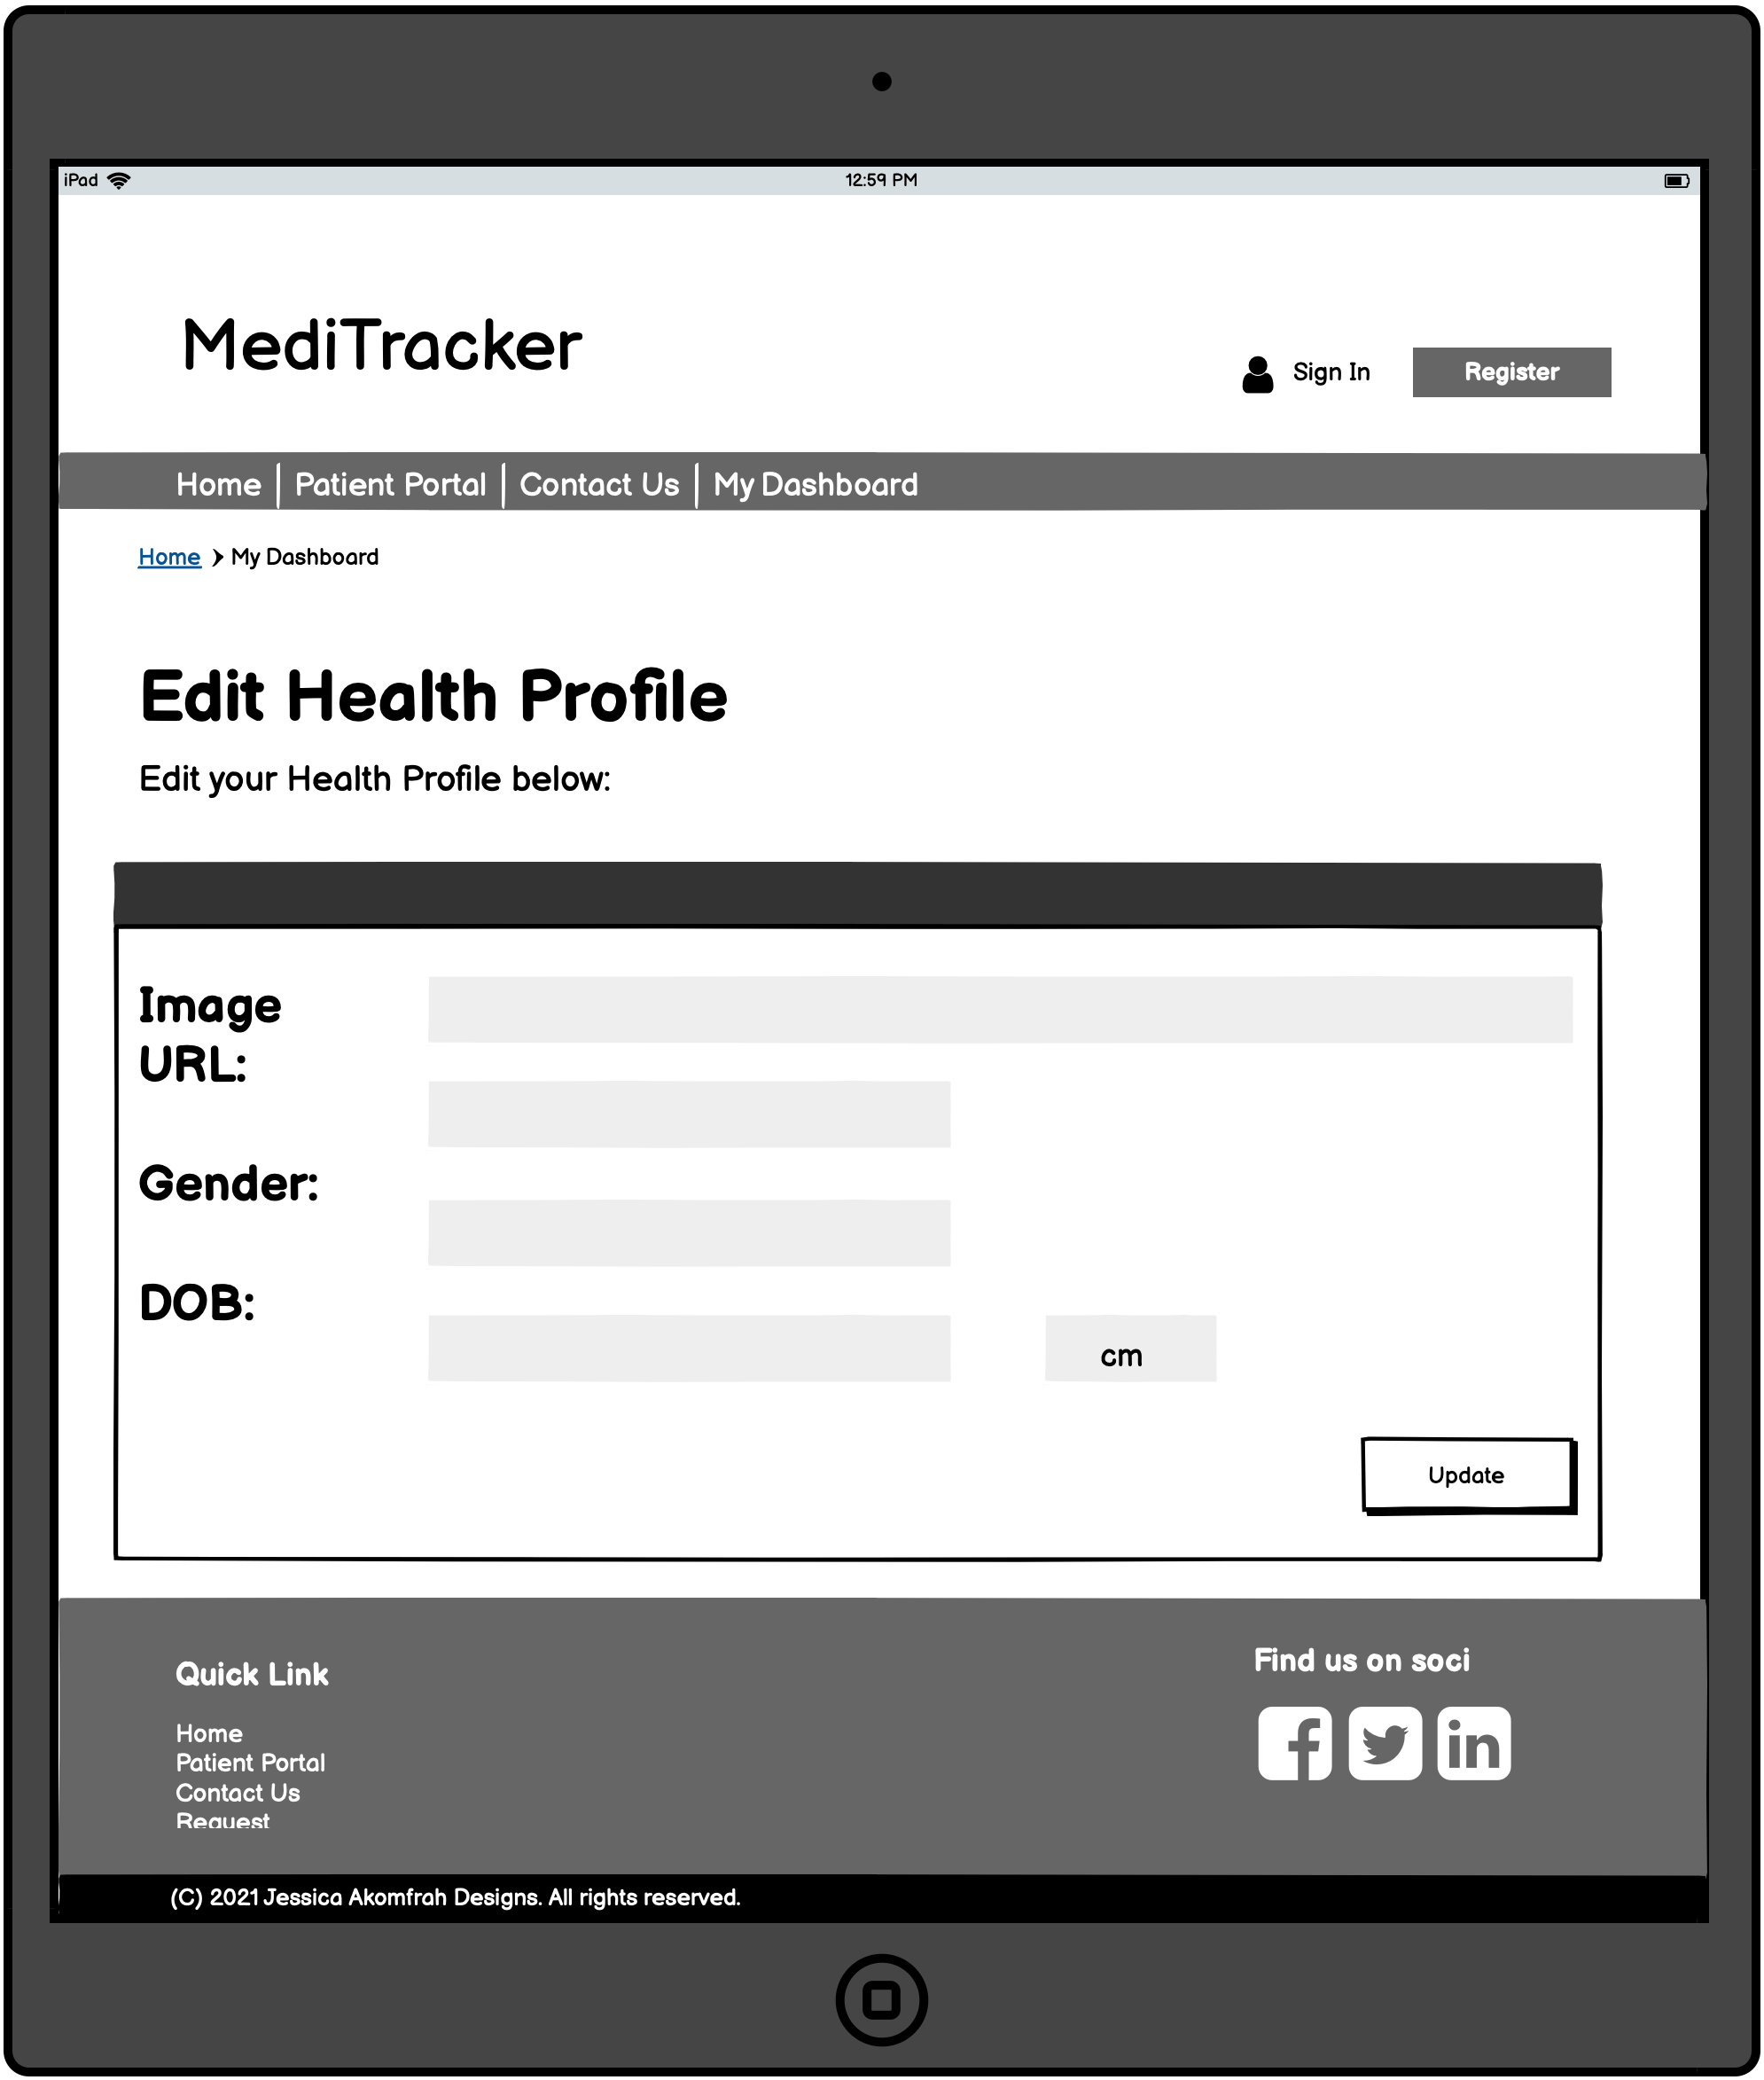 iPad
12:59 PM
MediTracker
Sign In
Register
Home
Patient Portal
Contact Us
My Dashboard
Home
My Dashboard
Edit Health Profile
Edit your Health Profile below:
Image
URL:
Gender:
DOB:
cm
Update
Quick Link
Home
Patient Portal
Contact Us
Request
Find us on soci
(C) 2021 Jessica Akomfrah Designs. All rights reserved.